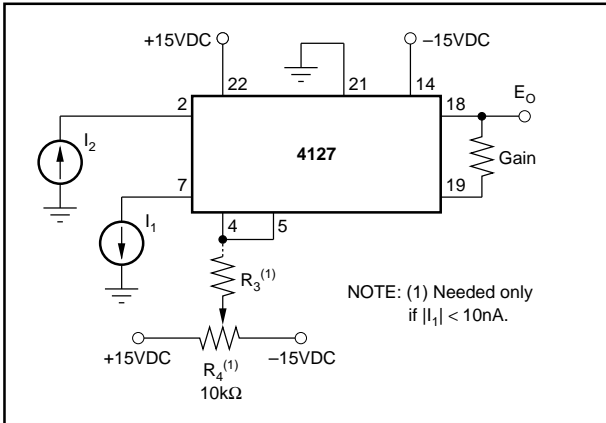 +15VDC
–15VDC
22
21
14
2
18
E_O
I_2
4127
Gain
7
19
I_1
4
5
R_3^(1)
NOTE: (1) Needed only
if |I_1| < 10nA.
+15VDC
–15VDC
R_4^(1)
10kΩ